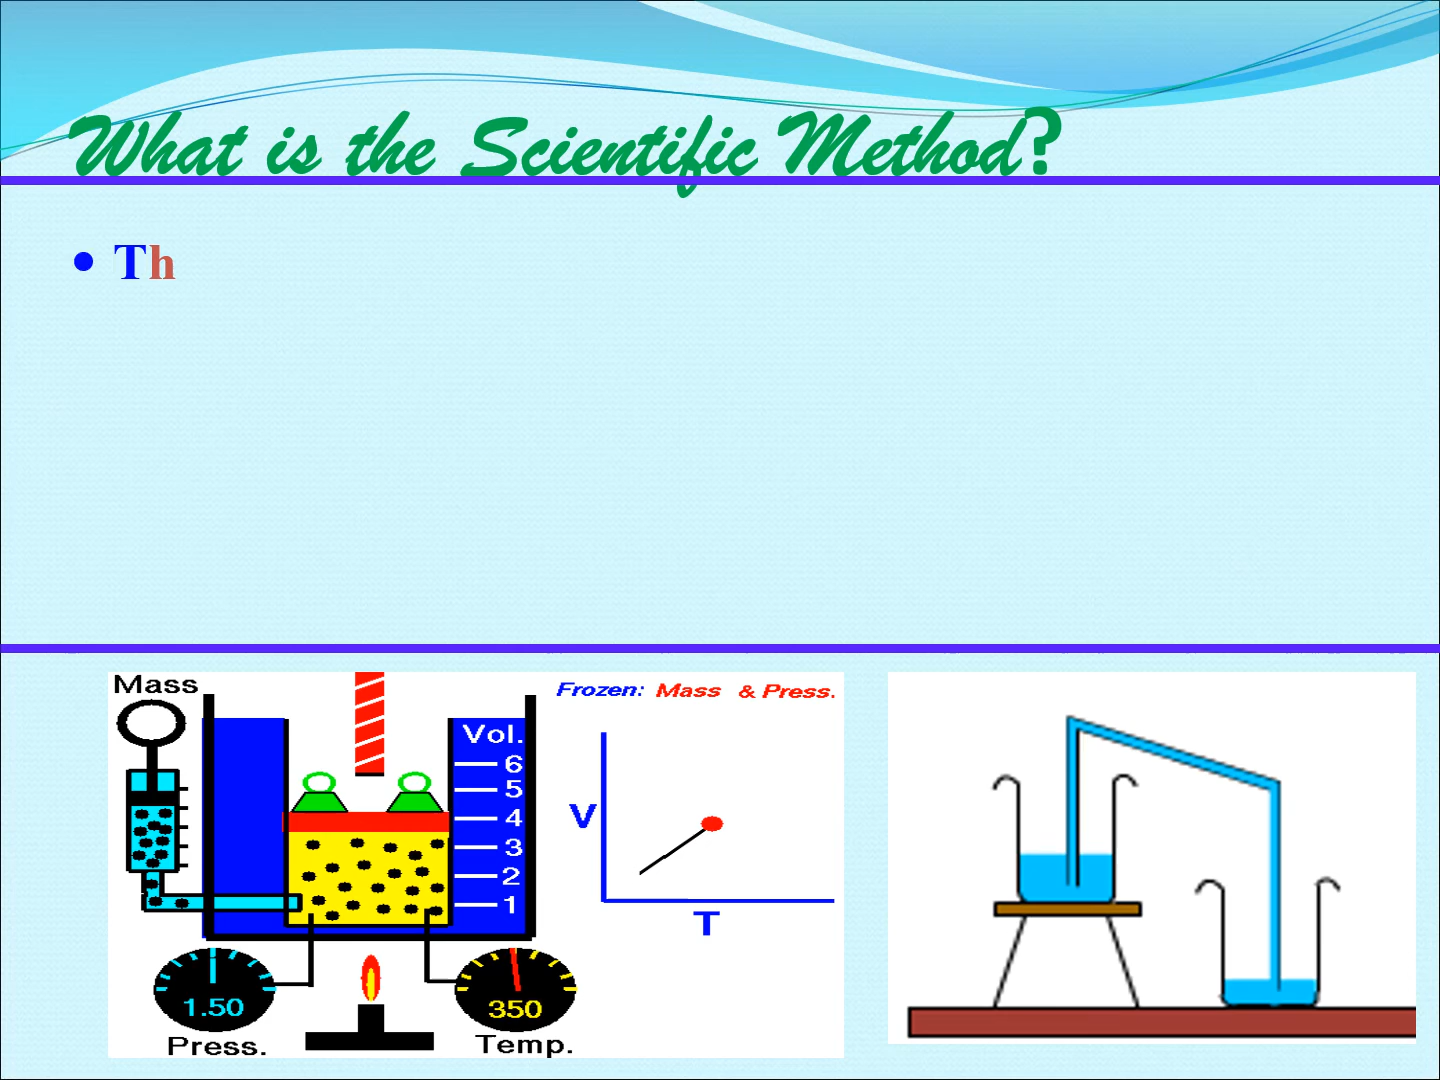 What is the Scientific Method?
• Th
Mass
Vol.
6
5
4
3
2
1
1.50
Press.
350
Temp.
Frozen: Mass & Press.
V
T